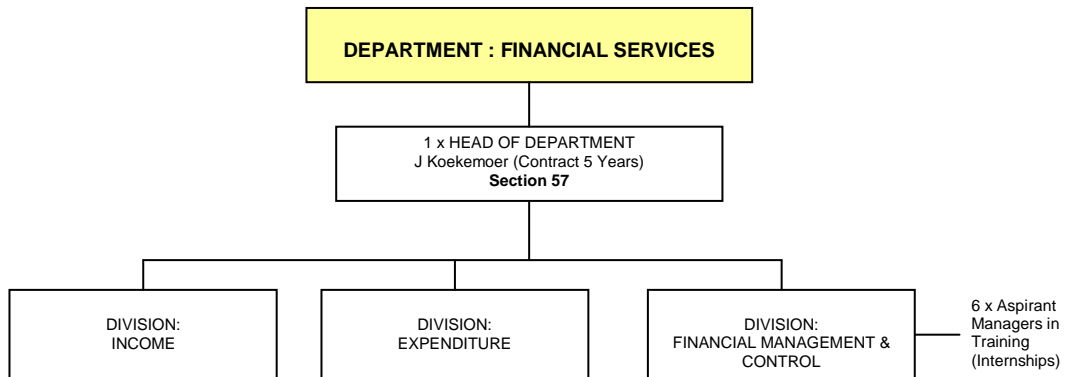 DEPARTMENT : FINANCIAL SERVICES
1 x HEAD OF DEPARTMENT
J Koekemoer (Contract 5 Years)
Section 57
DIVISION:
INCOME
DIVISION:
EXPENDITURE
DIVISION:
FINANCIAL MANAGEMENT &
CONTROL
6 x Aspirant
Managers in
Training
(Internships)